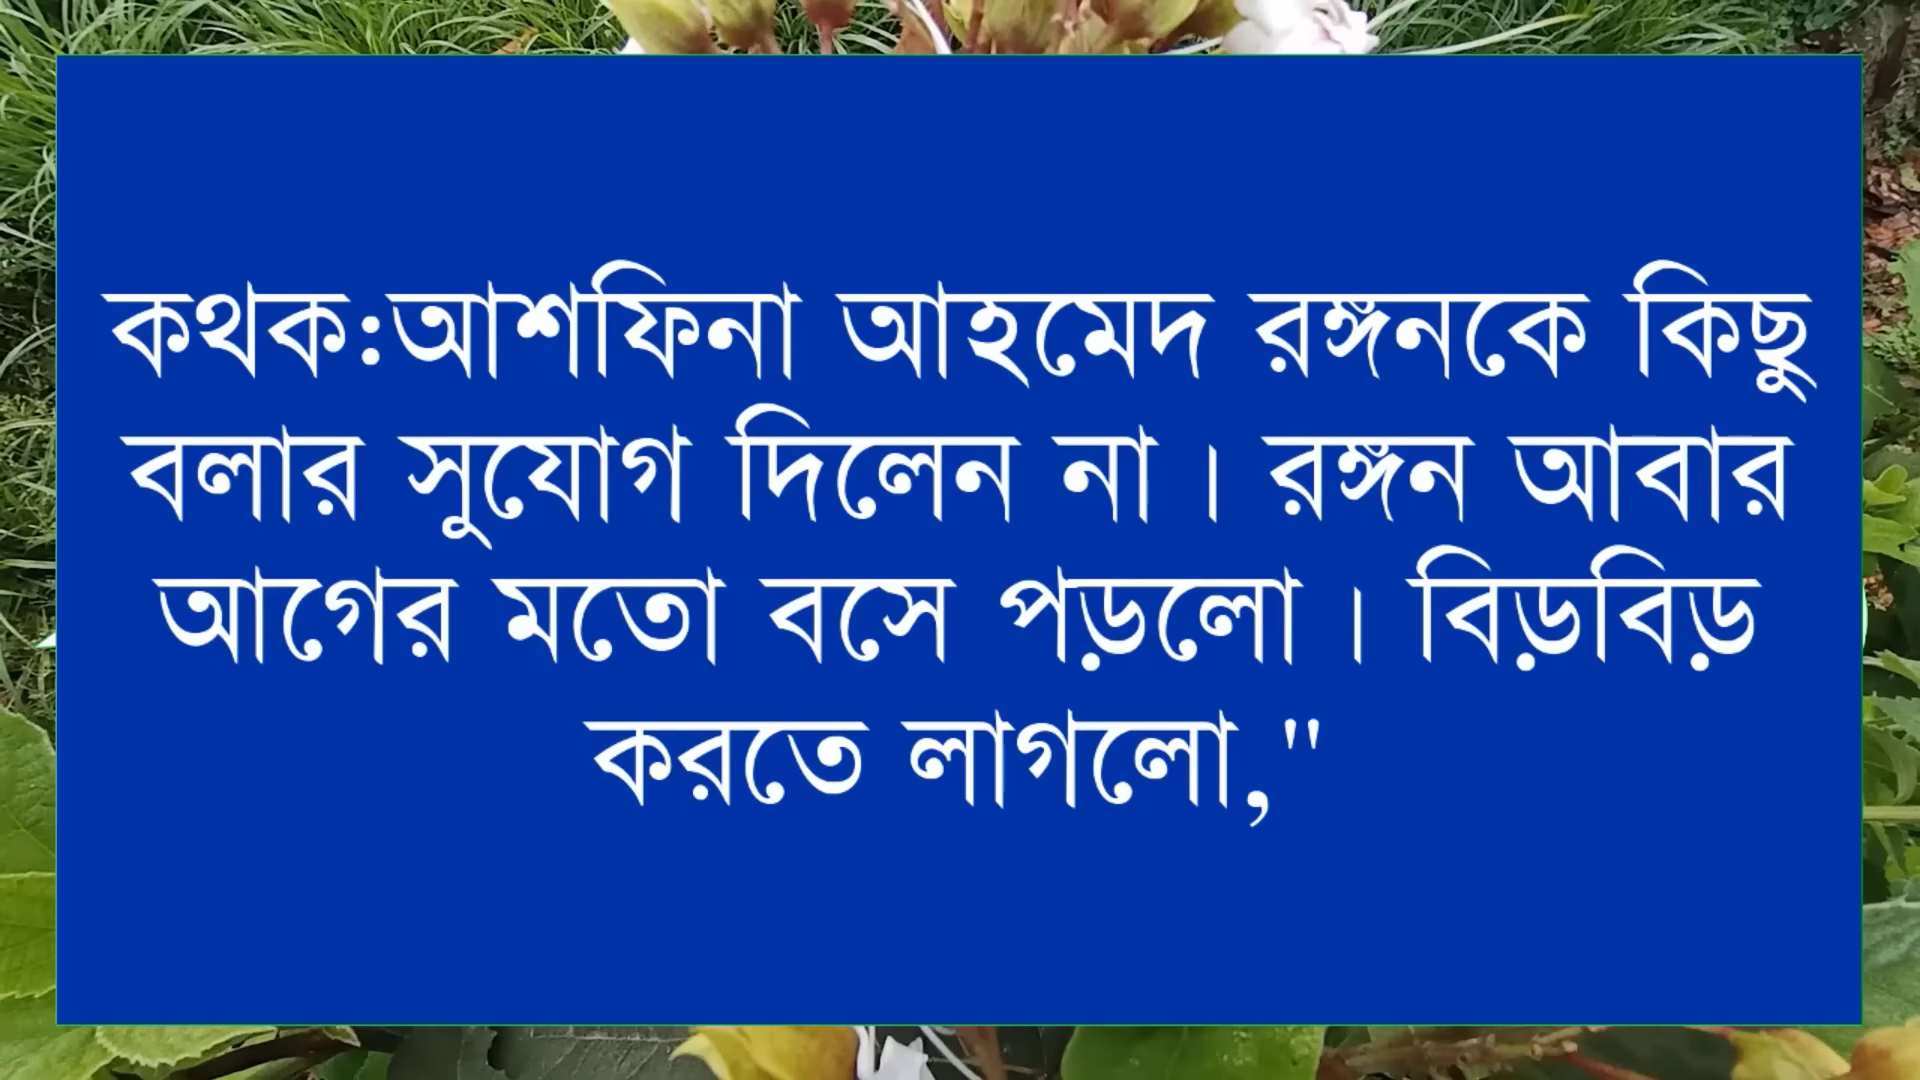 কথক:আশফিনা আহমেদ রঙ্গনকে কিছু
বলার সুযোগ দিলেন না। রঙ্গন আবার
আগের মতো বসে পড়লো। বিড়বিড়
করতে লাগলো,"